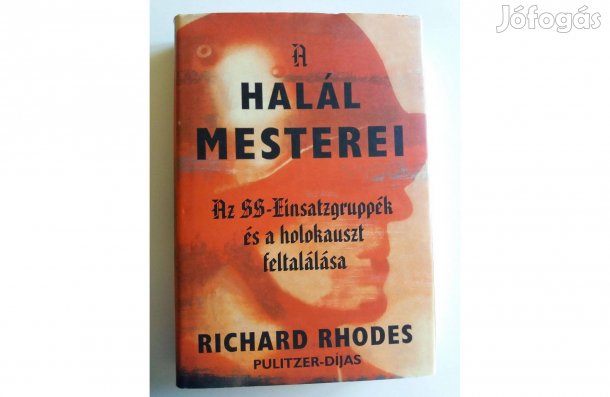 Jófogás
A
HALÁL
MESTEREI
Az SS-Einsatzgruppék
és a holokauszt
feltalálása
RICHARD RHODES
PULITZER-DÍJAS